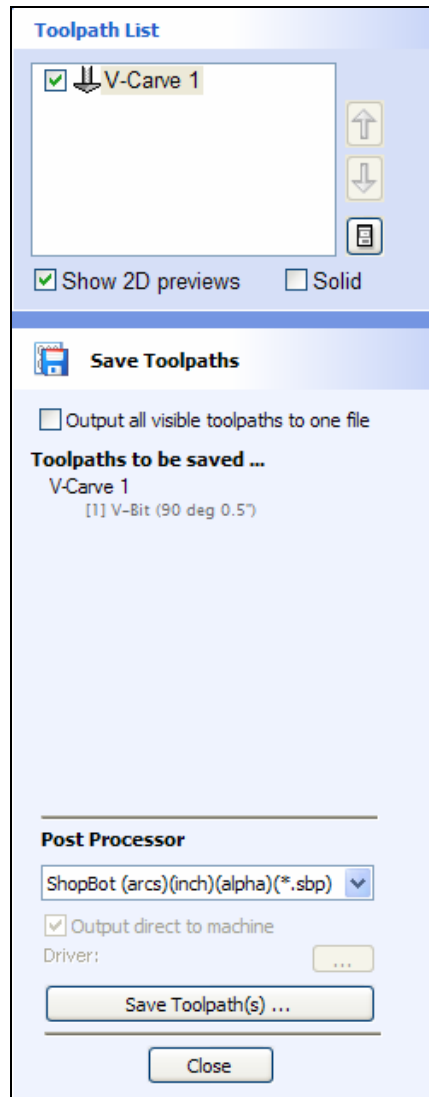 Toolpath List
V-Carve 1
Show 2D previews
Solid
Save Toolpaths
Output all visible toolpaths to one file
Toolpaths to be saved ...
V-Carve 1
[1] V-Bit (90 deg 0.5")
Post Processor
ShopBot (arcs)(inch)(alpha)(*.sbp)
Output direct to machine
Driver:
...
Save Toolpath(s) ...
Close